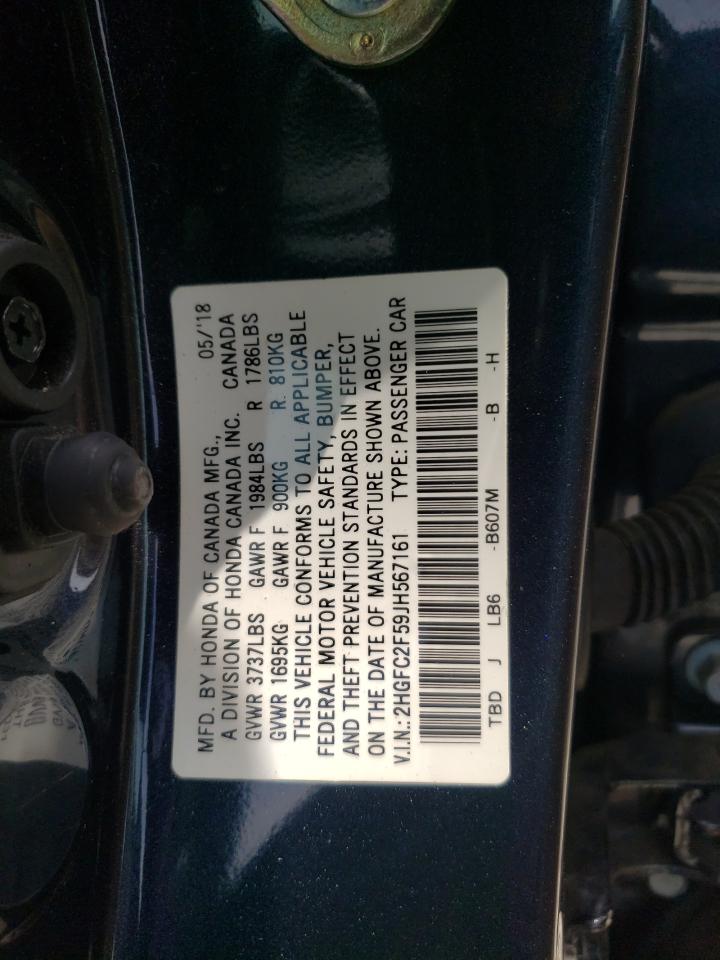 MFD. BY HONDA OF CANADA MFG., 05/'18
A DIVISION OF HONDA CANADA INC. CANADA
GVWR 3737LBS GAWR F 1984LBS R 1786LBS
GVWR 1695KG GAWR F 900KG R 810KG
THIS VEHICLE CONFORMS TO ALL APPLICABLE
FEDERAL MOTOR VEHICLE SAFETY, BUMPER,
AND THEFT PREVENTION STANDARDS IN EFFECT
ON THE DATE OF MANUFACTURE SHOWN ABOVE.
V.I.N.:2HGFC2F59JH567161 TYPE:PASSENGER CAR
TBD J LB6 -B607M -B -H